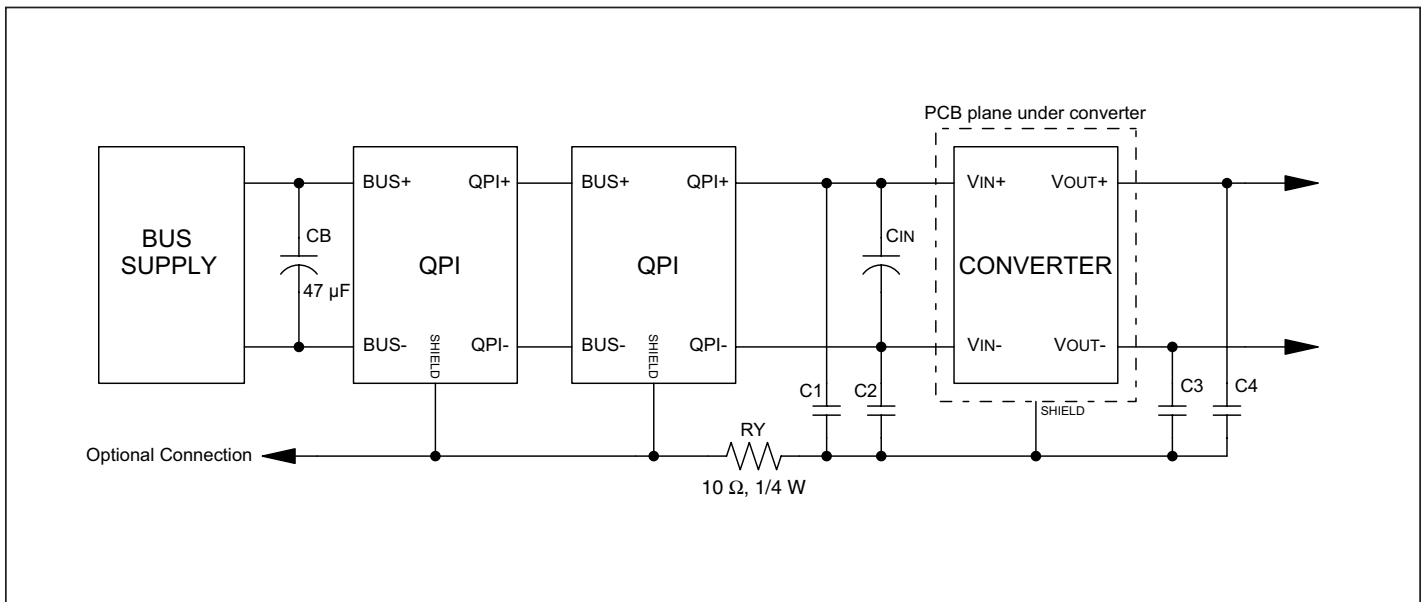 PCB plane under converter
BUS
SUPPLY
CB
47 µF
BUS+
QPI+
QPI
BUS-
QPI-
SHIELD
BUS+
QPI+
QPI
BUS-
QPI-
SHIELD
CIN
VIN+
VOUT+
CONVERTER
VIN-
VOUT-
C1
C2
SHIELD
C3
C4
Optional Connection
RY
10 Ω, 1/4 W